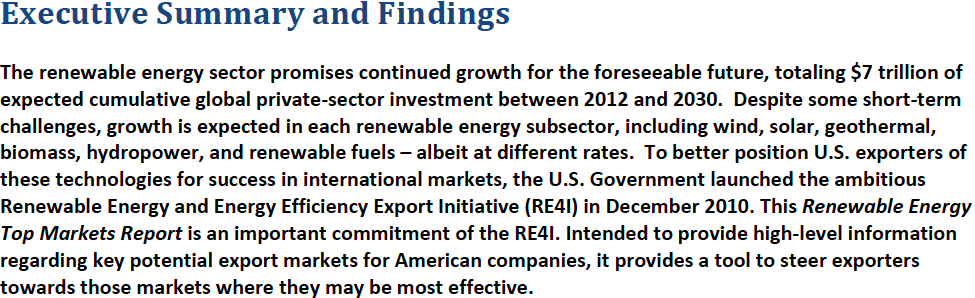 Executive Summary and Findings
The renewable energy sector promises continued growth for the foreseeable future, totaling $7 trillion of
expected cumulative global private-sector investment between 2012 and 2030.  Despite some short-term
challenges, growth is expected in each renewable energy subsector, including wind, solar, geothermal,
biomass, hydropower, and renewable fuels – albeit at different rates.  To better position U.S. exporters of
these technologies for success in international markets, the U.S. Government launched the ambitious
Renewable Energy and Energy Efficiency Export Initiative (RE4I) in December 2010. This Renewable Energy
Top Markets Report is an important commitment of the RE4I. Intended to provide high-level information
regarding key potential export markets for American companies, it provides a tool to steer exporters
towards those markets where they may be most effective.